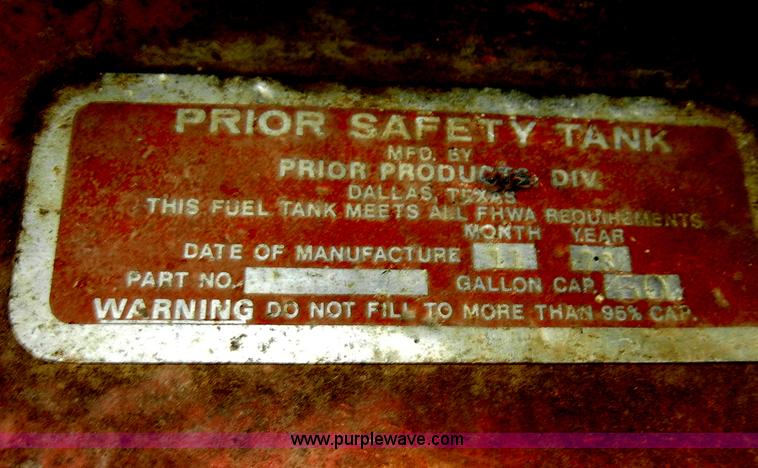 PRIOR SAFETY TANK
MFD. BY
PRIOR PRODUCTS, DIV.
DALLAS, TEXAS
THIS FUEL TANK MEETS ALL FHWA REQUIREMENTS
MONTH YEAR
DATE OF MANUFACTURE 11
PART NO. GALLON CAP.
WARNING DO NOT FILL TO MORE THAN 95% CAP.
www.purplewave.com